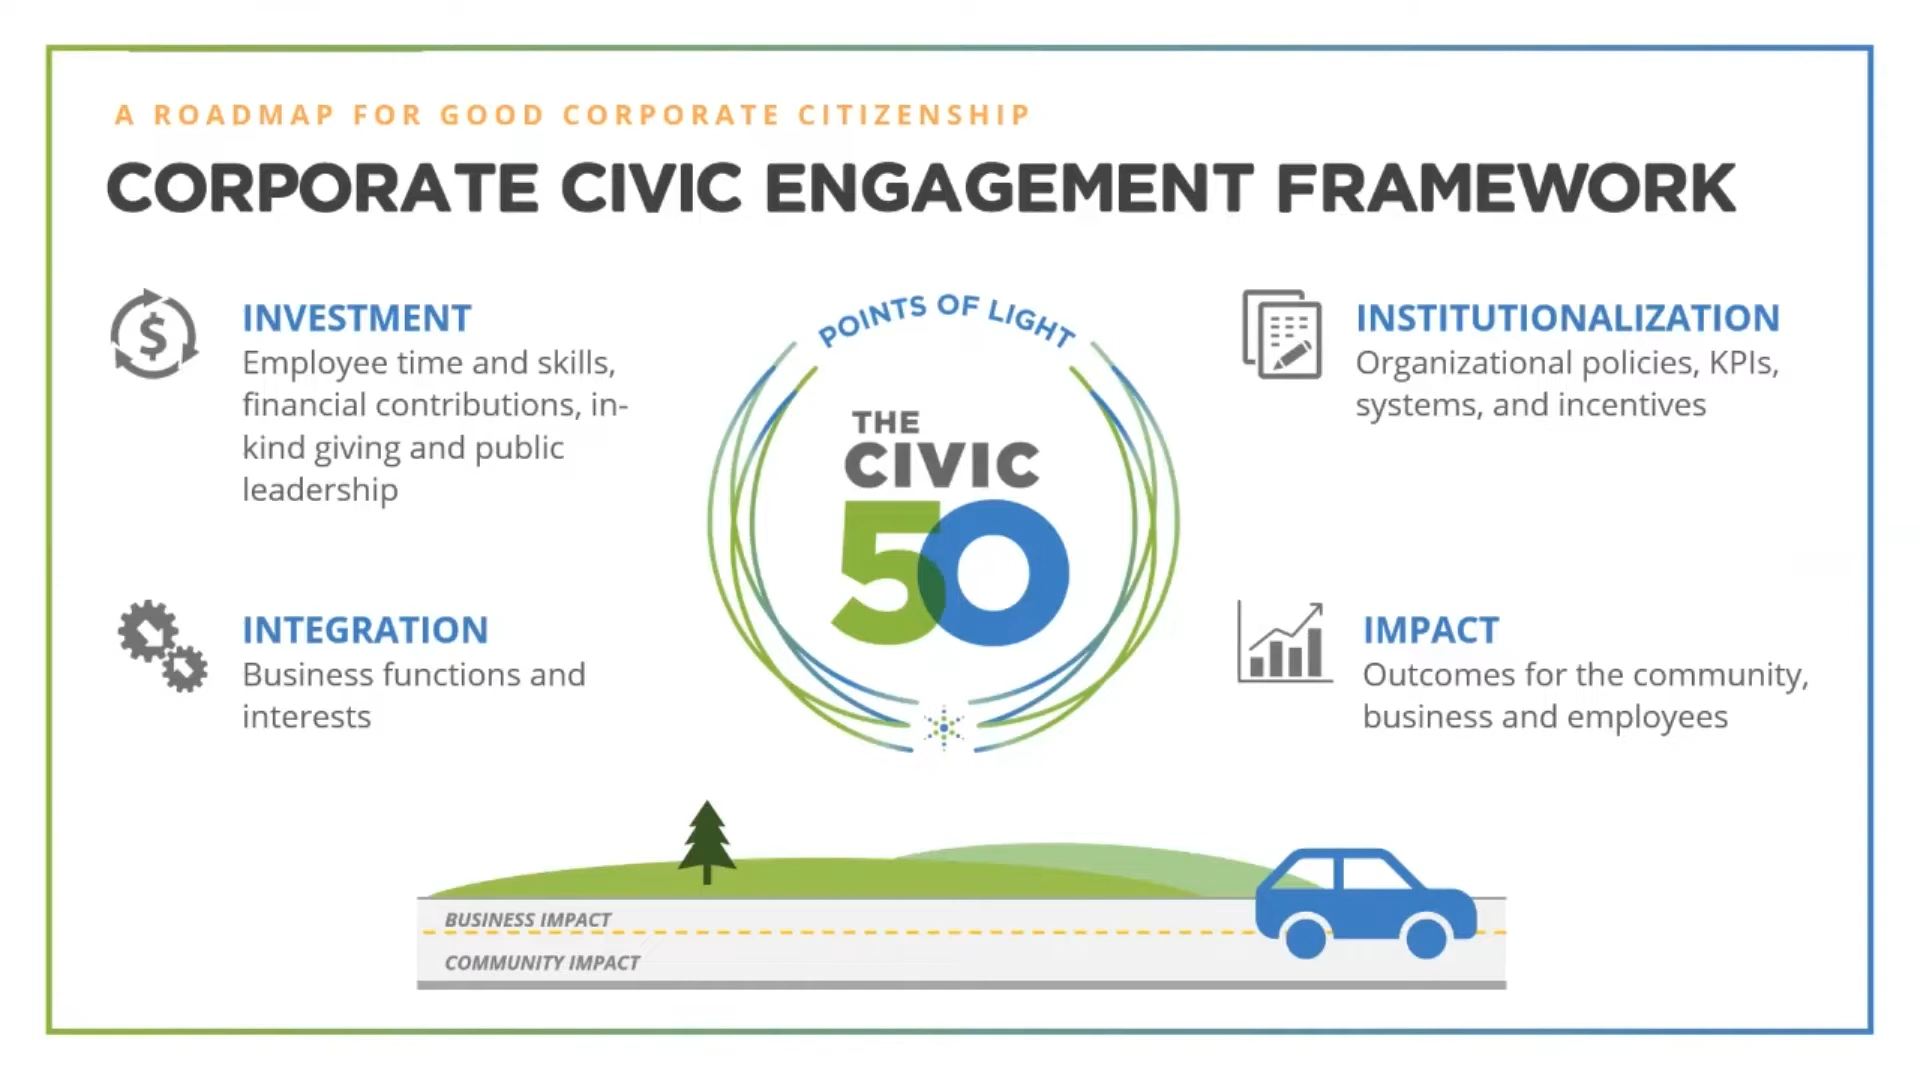 A ROADMAP FOR GOOD CORPORATE CITIZENSHIP
CORPORATE CIVIC ENGAGEMENT FRAMEWORK
INVESTMENT
Employee time and skills,
financial contributions, in-
kind giving and public
leadership
INTEGRATION
Business functions and
interests
POINTS OF LIGHT
THE
CIVIC
50
INSTITUTIONALIZATION
Organizational policies, KPIs,
systems, and incentives
IMPACT
Outcomes for the community,
business and employees
BUSINESS IMPACT
COMMUNITY IMPACT